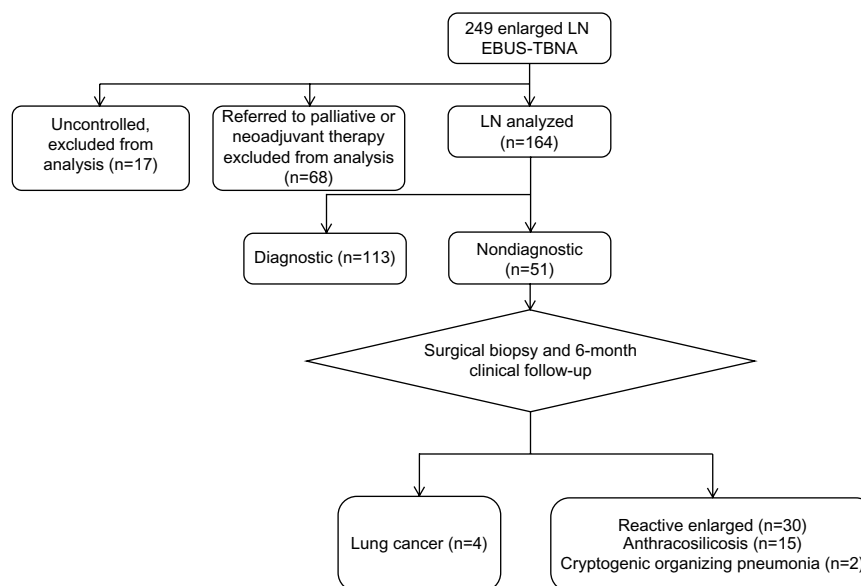 249 enlarged LN
EBUS-TBNA
Uncontrolled,
excluded from
analysis (n=17)
Referred to palliative or
neoadjuvant therapy
excluded from analysis
(n=68)
LN analyzed
(n=164)
Diagnostic (n=113)
Nondiagnostic
(n=51)
Surgical biopsy and 6-month
clinical follow-up
Lung cancer (n=4)
Reactive enlarged (n=30)
Anthracosilicosis (n=15)
Cryptogenic organizing pneumonia (n=2)